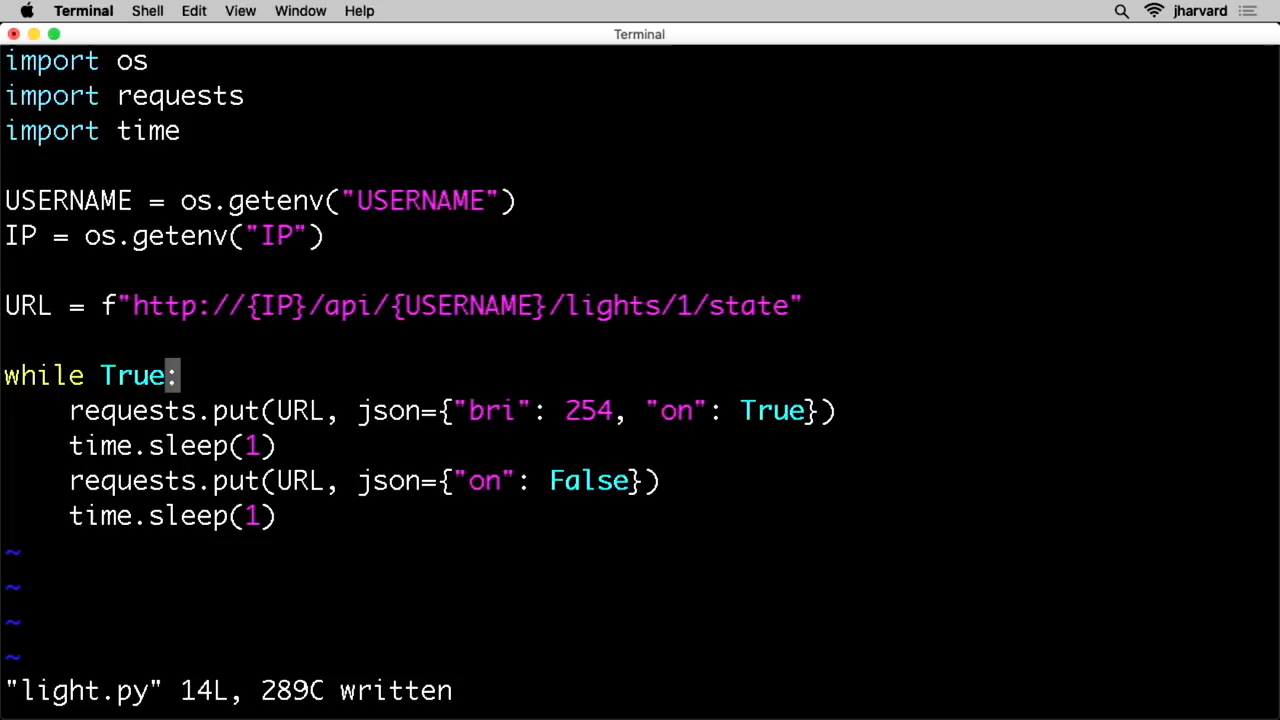 Terminal Shell Edit View Window Help jharvard
Terminal
import os
import requests
import time
USERNAME = os.getenv("USERNAME")
IP = os.getenv("IP")
URL = f"http://{IP}/api/{USERNAME}/lights/1/state"
while True:
    requests.put(URL, json={"bri": 254, "on": True})
    time.sleep(1)
    requests.put(URL, json={"on": False})
    time.sleep(1)
~
~
~
~
"light.py" 14L, 289C written